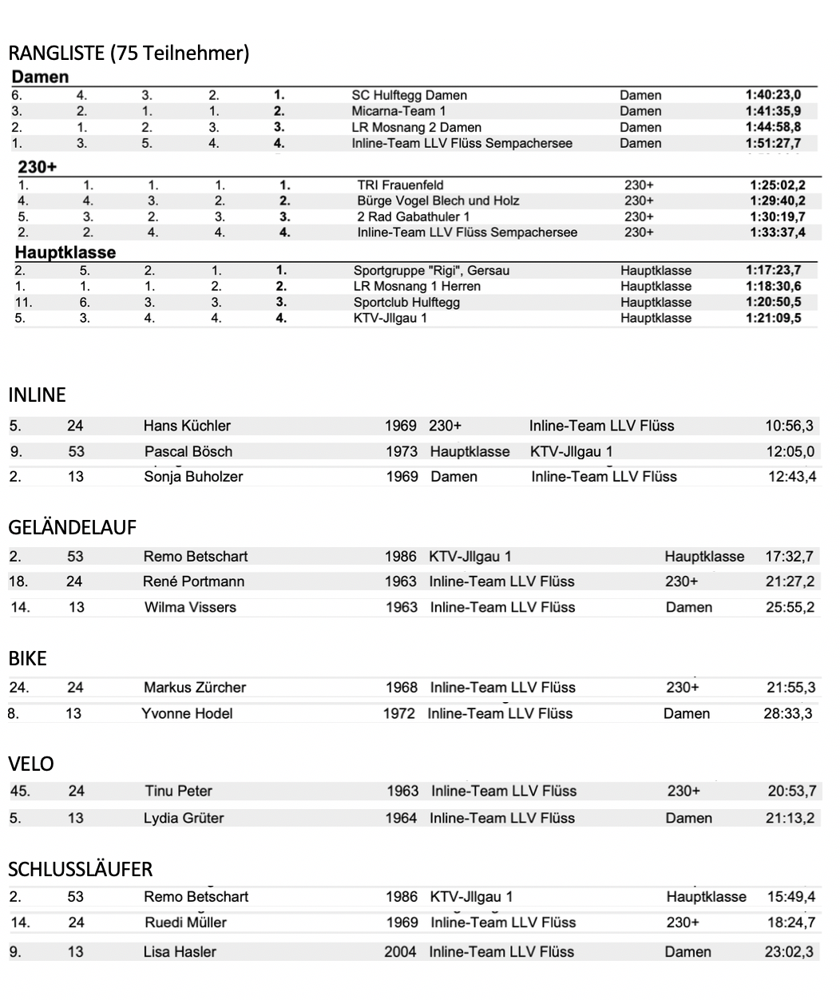 RANGLISTE (75 Teilnehmer)
Damen
6. 4. 3. 2. 1. SC Hulftegg Damen Damen 1:40:23,0
3. 2. 1. 1. 2. Micarna-Team 1 Damen 1:41:35,9
2. 1. 2. 3. 3. LR Mosnang 2 Damen Damen 1:44:58,8
1. 3. 5. 4. 4. Inline-Team LLV Flüss Sempachersee Damen 1:51:27,7
230+
1. 1. 1. 1. 1. TRI Frauenfeld 230+ 1:25:02,2
4. 4. 3. 2. 2. Bürge Vogel Blech und Holz 230+ 1:29:40,2
5. 3. 2. 3. 3. 2 Rad Gabathuler 1 230+ 1:30:19,7
2. 2. 4. 4. 4. Inline-Team LLV Flüss Sempachersee 230+ 1:33:37,4
Hauptklasse
2. 5. 2. 1. 1. Sportgruppe "Rigi", Gersau Hauptklasse 1:17:23,7
1. 1. 1. 2. 2. LR Mosnang 1 Herren Hauptklasse 1:18:30,6
11. 6. 3. 3. 3. Sportclub Hulftegg Hauptklasse 1:20:50,5
5. 3. 4. 4. 4. KTV-Jllgau 1 Hauptklasse 1:21:09,5
INLINE
5. 24 Hans Küchler 1969 230+ Inline-Team LLV Flüss 10:56,3
9. 53 Pascal Bösch 1973 Hauptklasse KTV-Jllgau 1 12:05,0
2. 13 Sonja Buholzer 1969 Damen Inline-Team LLV Flüss 12:43,4
GELÄNDELAUF
2. 53 Remo Betschart 1986 KTV-Jllgau 1 Hauptklasse 17:32,7
18. 24 René Portmann 1963 Inline-Team LLV Flüss 230+ 21:27,2
14. 13 Wilma Vissers 1963 Inline-Team LLV Flüss Damen 25:55,2
BIKE
24. 24 Markus Zürcher 1968 Inline-Team LLV Flüss 230+ 21:55,3
8. 13 Yvonne Hodel 1972 Inline-Team LLV Flüss Damen 28:33,3
VELO
45. 24 Tinu Peter 1963 Inline-Team LLV Flüss 230+ 20:53,7
5. 13 Lydia Grüter 1964 Inline-Team LLV Flüss Damen 21:13,2
SCHLUSSLÄUFER
2. 53 Remo Betschart 1986 KTV-Jllgau 1 Hauptklasse 15:49,4
14. 24 Ruedi Müller 1969 Inline-Team LLV Flüss 230+ 18:24,7
9. 13 Lisa Hasler 2004 Inline-Team LLV Flüss Damen 23:02,3